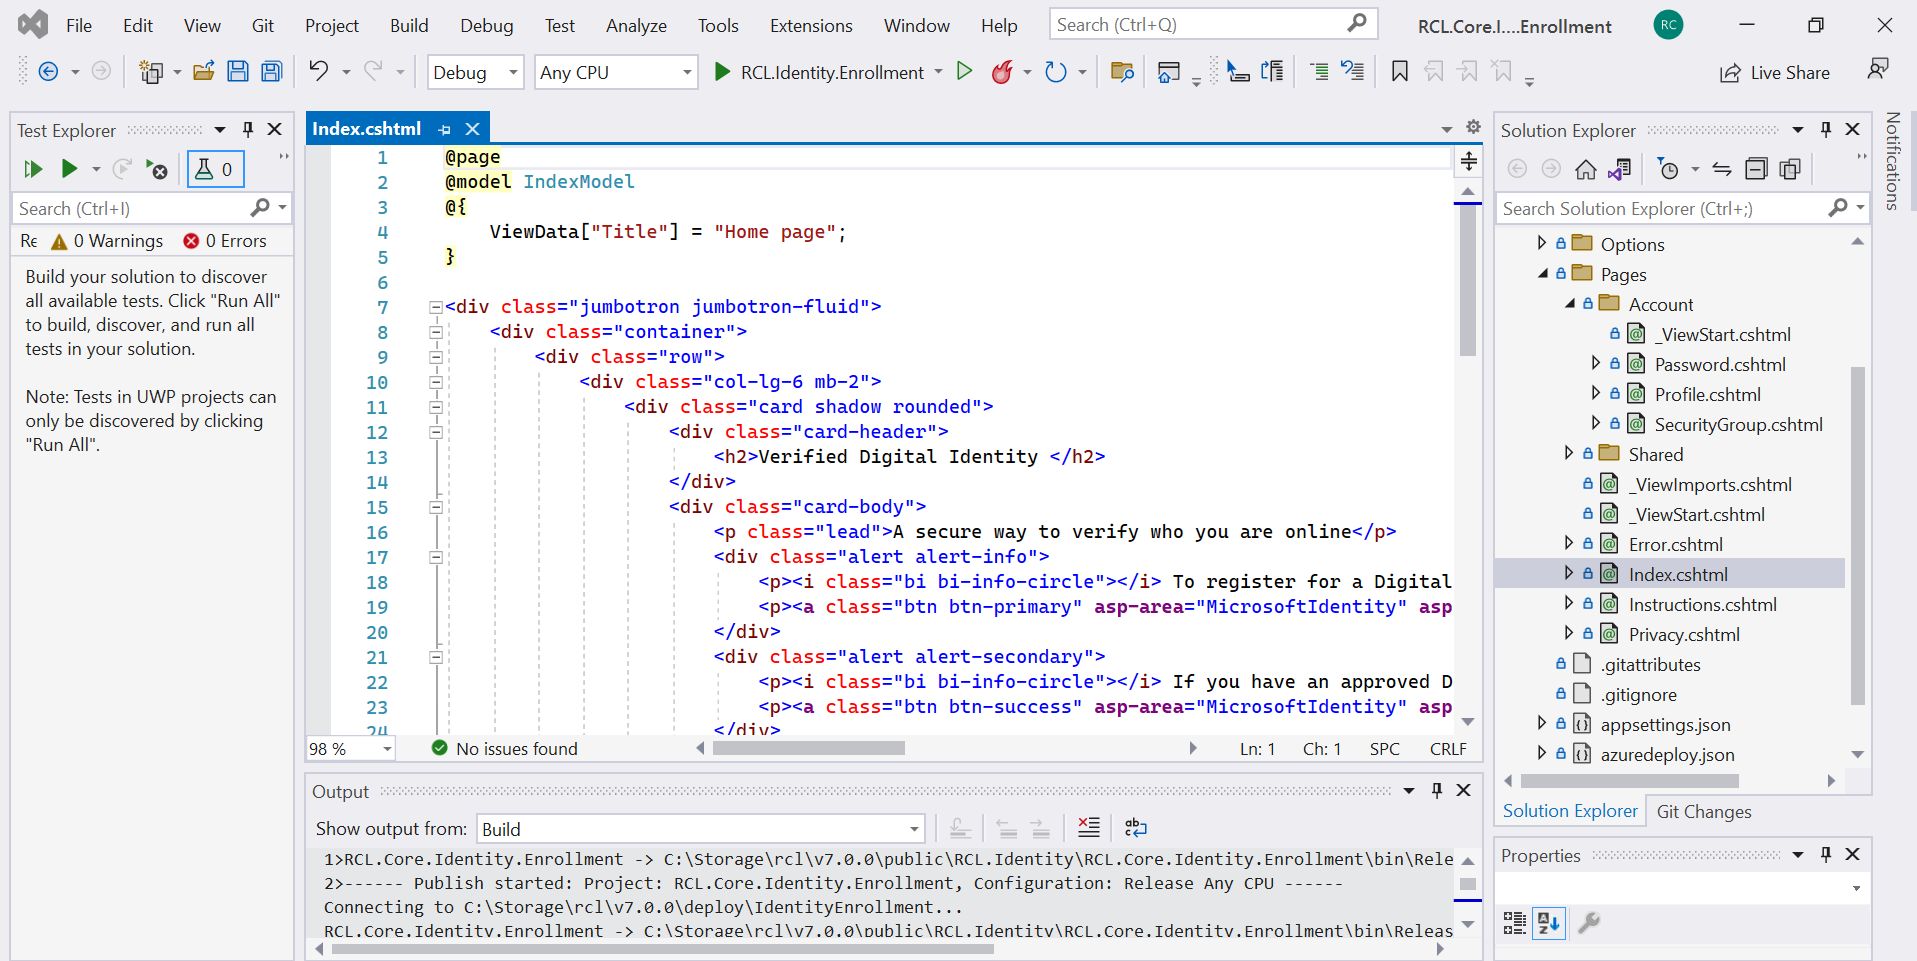 File Edit View Git Project Build Debug Test Analyze Tools Extensions Window Help Search (Ctrl+Q) RCL.Core.I....Enrollment RC
Debug Any CPU RCL.Identity.Enrollment Live Share
Test Explorer
0
Search (Ctrl+I)
Re 0 Warnings 0 Errors
Build your solution to discover
all available tests. Click "Run All"
to build, discover, and run all
tests in your solution.
Note: Tests in UWP projects can
only be discovered by clicking
"Run All".
Index.cshtml
1 @page
2 @model IndexModel
3 @{
4 ViewData["Title"] = "Home page";
5 }
6
7 <div class="jumbotron jumbotron-fluid">
8 <div class="container">
9 <div class="row">
10 <div class="col-lg-6 mb-2">
11 <div class="card shadow rounded">
12 <div class="card-header">
13 <h2>Verified Digital Identity </h2>
14 </div>
15 <div class="card-body">
16 <p class="lead">A secure way to verify who you are online</p>
17 <div class="alert alert-info">
18 <p><i class="bi bi-info-circle"></i> To register for a Digital
19 <p><a class="btn btn-primary" asp-area="MicrosoftIdentity" asp
20 </div>
21 <div class="alert alert-secondary">
22 <p><i class="bi bi-info-circle"></i> If you have an approved D
23 <p><a class="btn btn-success" asp-area="MicrosoftIdentity" asp
24 </div>
98 % No issues found Ln: 1 Ch: 1 SPC CRLF
Output
Show output from: Build
1>RCL.Core.Identity.Enrollment -> C:\Storage\rcl\v7.0.0\public\RCL.Identity\RCL.Core.Identity.Enrollment\bin\Rele
2>------ Publish started: Project: RCL.Core.Identity.Enrollment, Configuration: Release Any CPU ------
Connecting to C:\Storage\rcl\v7.0.0\deploy\IdentityEnrollment...
RCL.Core.Identity.Enrollment -> C:\Storage\rcl\v7.0.0\public\RCL.Identity\RCL.Core.Identity.Enrollment\bin\Releas
Solution Explorer
Search Solution Explorer (Ctrl+;)
Options
Pages
Account
_ViewStart.cshtml
Password.cshtml
Profile.cshtml
SecurityGroup.cshtml
Shared
_ViewImports.cshtml
_ViewStart.cshtml
Error.cshtml
Index.cshtml
Instructions.cshtml
Privacy.cshtml
.gitattributes
.gitignore
appsettings.json
azuredeploy.json
Solution Explorer Git Changes
Properties
Notifications